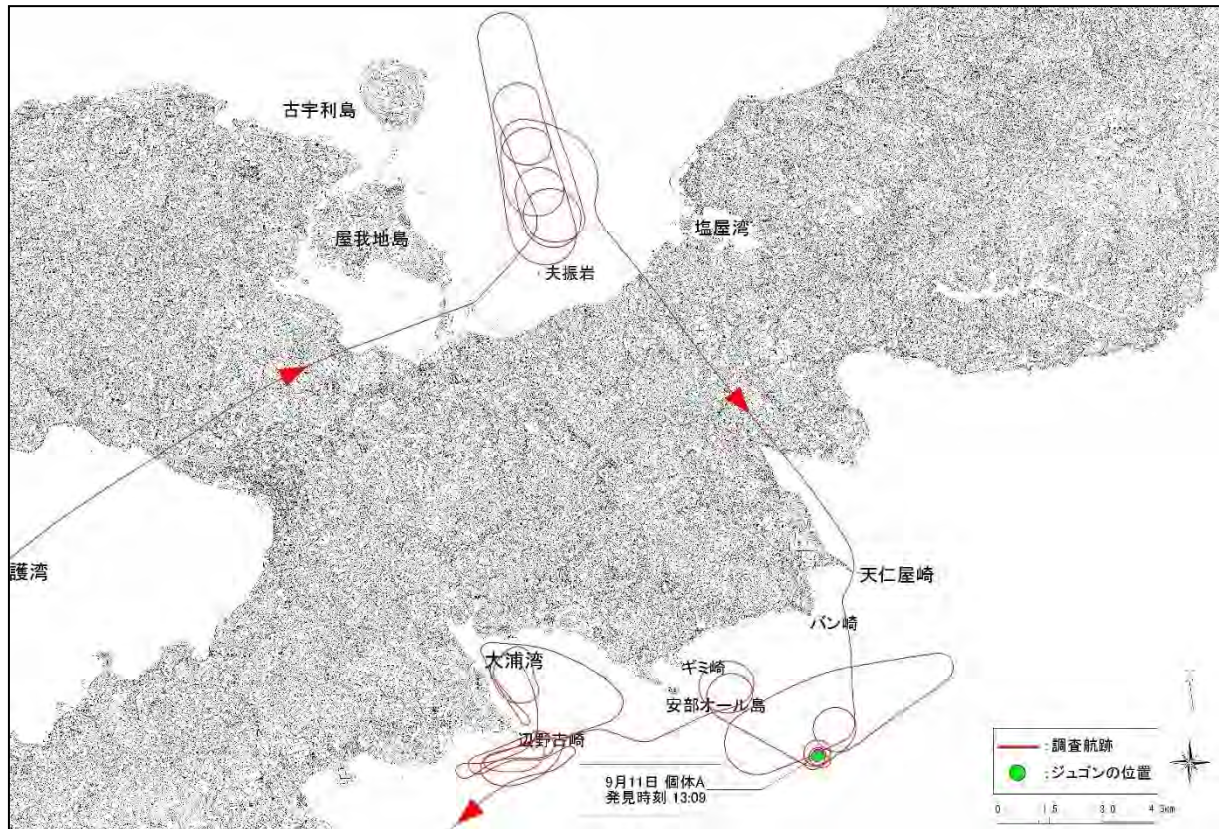 古宇利島
屋我地島
塩屋湾
夫振岩
護湾
天仁屋崎
バン崎
大浦湾
ギミ崎
安部オール島
辺野古崎
9月11日 個体A
発見時刻 13:09
:調査航跡
:ジュゴンの位置
0 1.5 3.0 4.5km